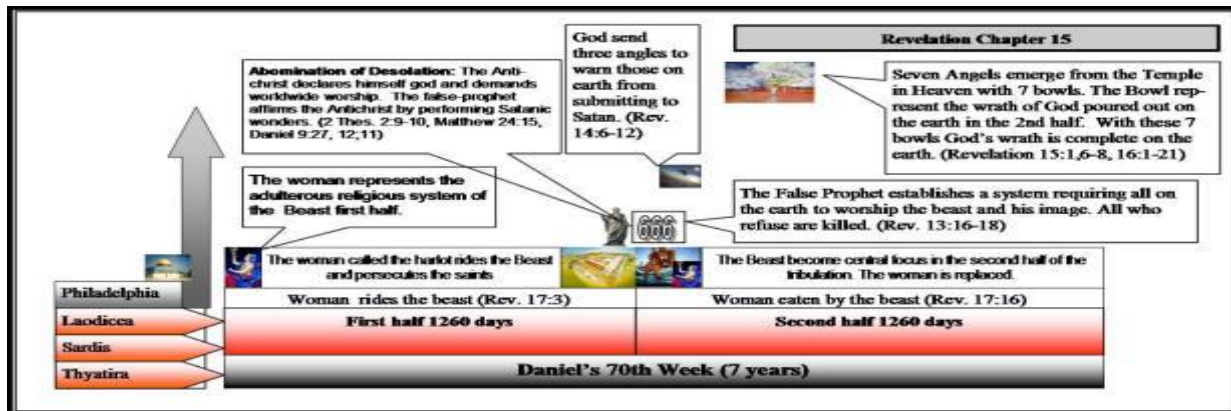 God send
three angles to
warn those on
earth from
submitting to
Satan. (Rev.
14:6-12)
Revelation Chapter 15
Abomination of Desolation: The Anti-
christ declares himself god and demands
worldwide worship. The false-prophet
affirms the Antichrist by performing Satanic
wonders. (2 Thes. 2:9-10, Matthew 24:15,
Daniel 9:27, 12;11)
Seven Angels emerge from the Temple
in Heaven with 7 bowls. The Bowl rep-
resent the wrath of God poured out on
the earth in the 2nd half. With these 7
bowls God's wrath is complete on the
earth. (Revelation 15:1,6-8, 16:1-21)
The woman represents the
adulterous religious system
of the Beast first half.
The False Prophet establishes a system requiring all on
the earth to worship the beast and his image. All who
refuse are killed. (Rev. 13:16-18)
666
The woman called the harlot rides the Beast
and persecutes the saints
The Beast become central focus in the second half of the
tribulation. The woman is replaced.
Philadelphia
Woman rides the beast (Rev. 17:3)
Woman eaten by the beast (Rev. 17:16)
Laodicea
First half 1260 days
Second half 1260 days
Sardis
Thyatira
Daniel's 70th Week (7 years)